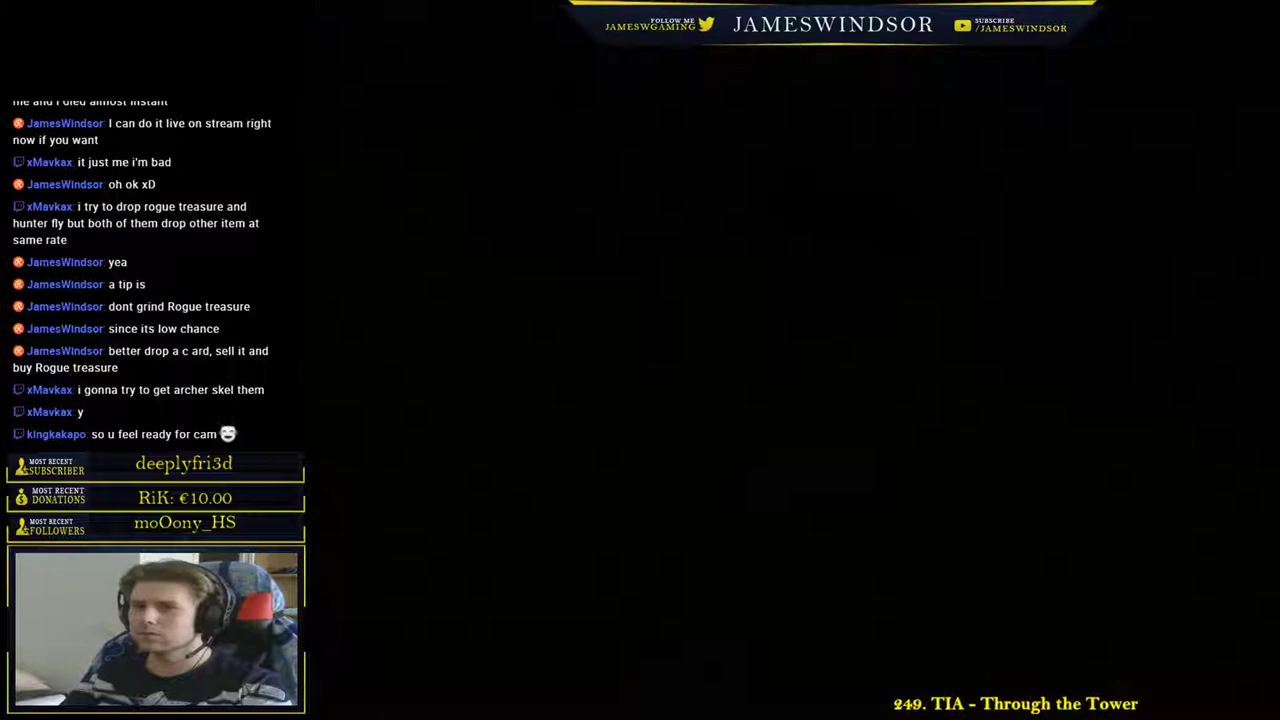 FOLLOW ME
JAMESWGAMING
JAMESWINDSOR
SUBSCRIBE
/JAMESWINDSOR
me and I died almost instant
JamesWindsor: I can do it live on stream right
now if you want
xMavkax: it just me i'm bad
JamesWindsor: oh ok xD
xMavkax: i try to drop rogue treasure and
hunter fly but both of them drop other item at
same rate
JamesWindsor: yea
JamesWindsor: a tip is
JamesWindsor: dont grind Rogue treasure
JamesWindsor: since its low chance
JamesWindsor: better drop a c ard, sell it and
buy Rogue treasure
xMavkax: i gonna try to get archer skel them
xMavkax: y
kingkakapo: so u feel ready for cam
MOST RECENT
SUBSCRIBER
deeplyfri3d
MOST RECENT
DONATIONS
RiK: €10.00
MOST RECENT
FOLLOWERS
moOony_HS
249. TIA - Through the Tower